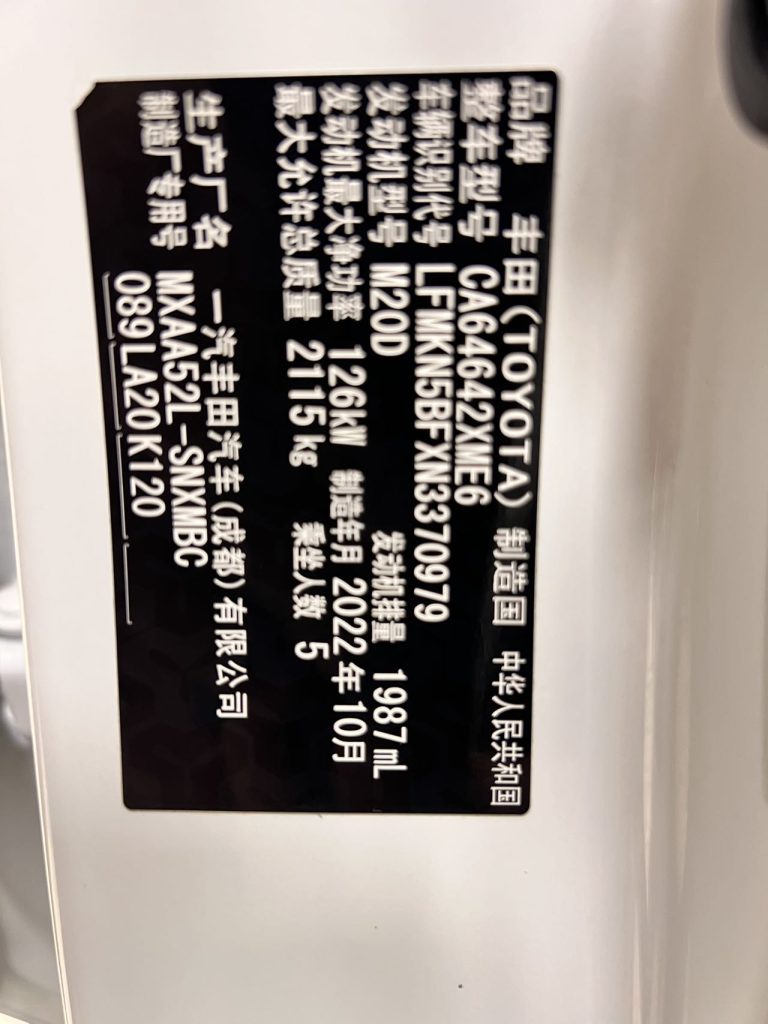 品牌 丰田(TOYOTA) 制造国 中华人民共和国
整车型号 CA64642XME6
车辆识别代号 LFMKN5BFXN3370979
发动机型号 M20D 发动机排量 1987mL
发动机最大净功率 126kW 制造年月 2022年10月
最大允许总质量 2115kg 乘坐人数 5
生产厂名 一汽丰田汽车(成都)有限公司
制造厂专用号 MXAA52L-SNXMBC
089LA20K120